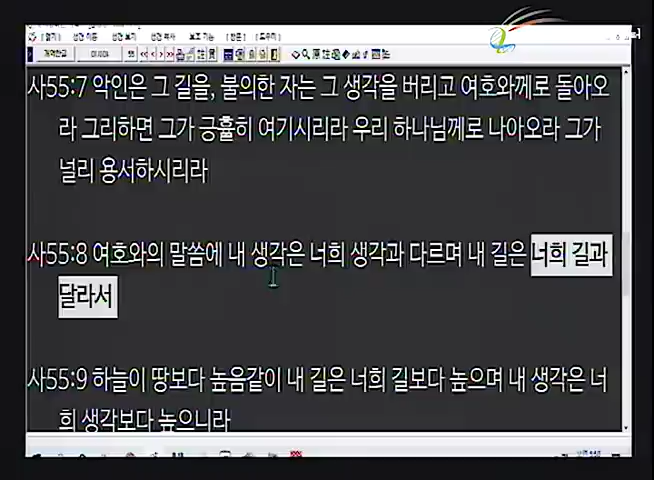 사55:7 악인은 그 길을, 불의한 자는 그 생각을 버리고 여호와께로 돌아오
라 그리하면 그가 긍휼히 여기시리라 우리 하나님께로 나아오라 그가
널리 용서하시리라
사55:8 여호와의 말씀에 내 생각은 너희 생각과 다르며 내 길은 너희 길과
달라서
사55:9 하늘이 땅보다 높음같이 내 길은 너희 길보다 높으며 내 생각은 너
희 생각보다 높으니라